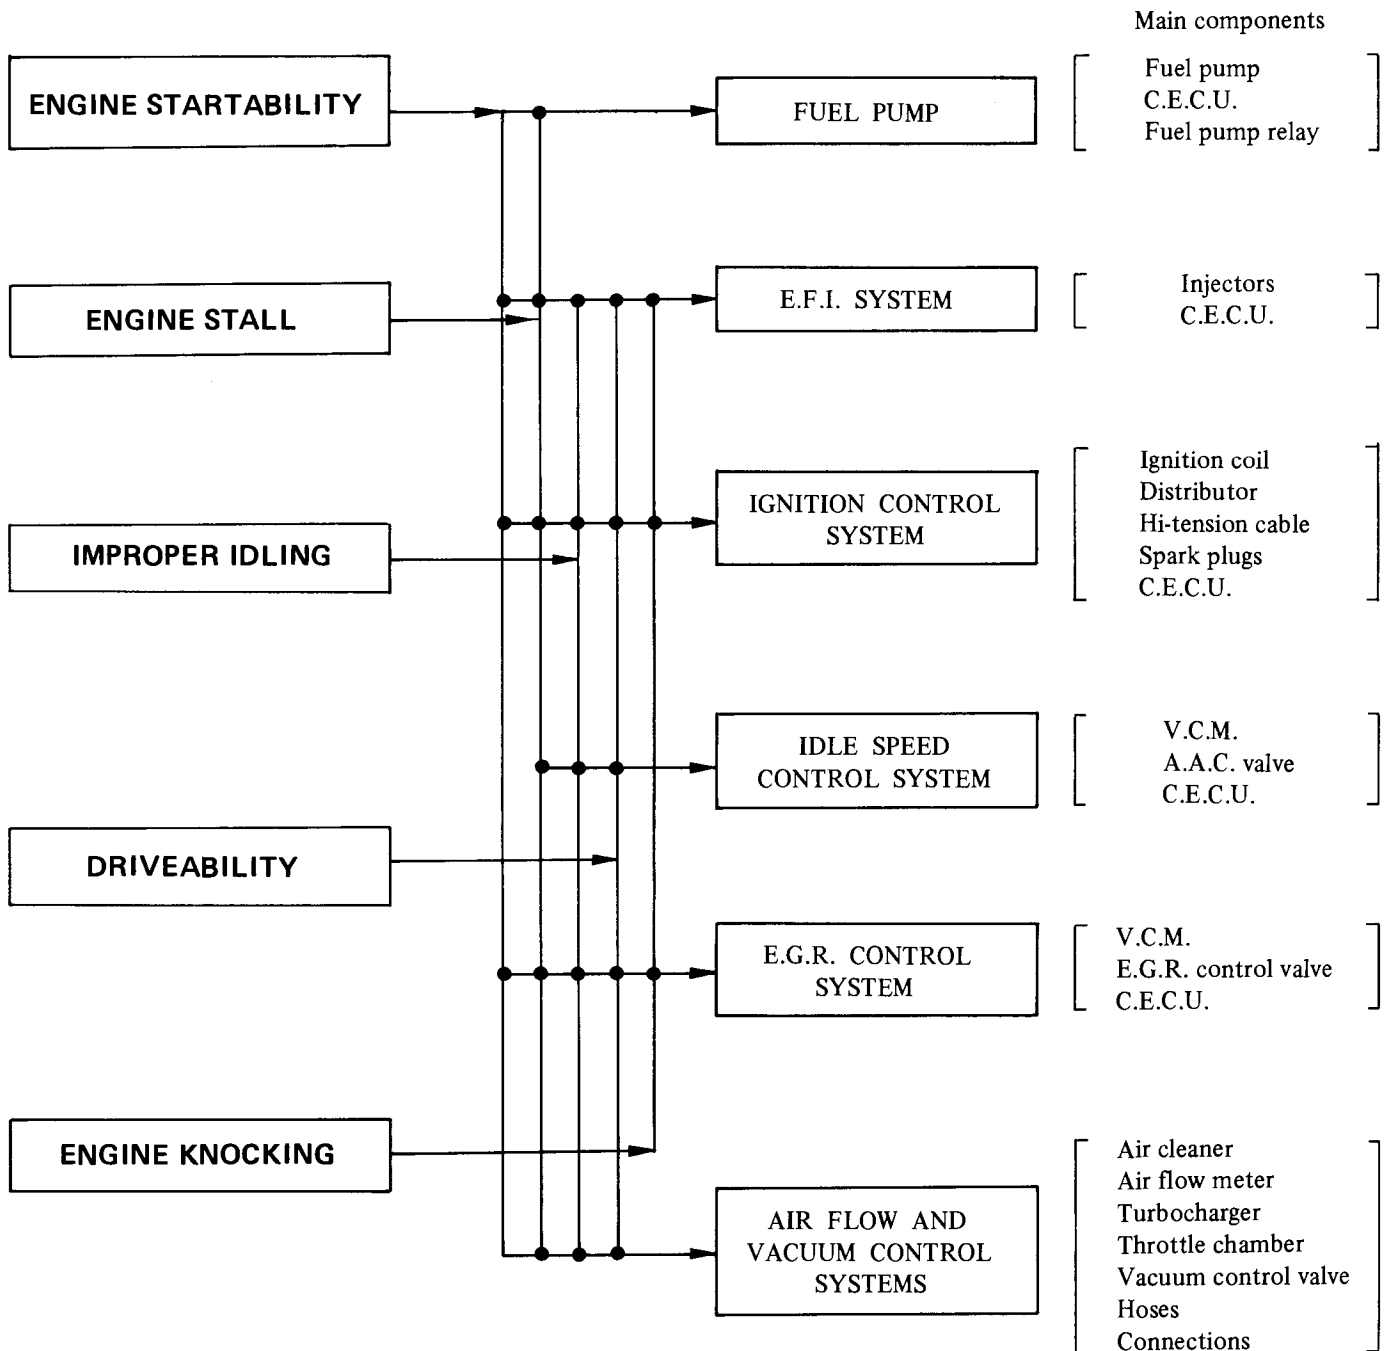 Main components
ENGINE STARTABILITY
FUEL PUMP
Fuel pump
C.E.C.U.
Fuel pump relay
ENGINE STALL
E.F.I. SYSTEM
Injectors
C.E.C.U.
IMPROPER IDLING
IGNITION CONTROL
SYSTEM
Ignition coil
Distributor
Hi-tension cable
Spark plugs
C.E.C.U.
IDLE SPEED
CONTROL SYSTEM
V.C.M.
A.A.C. valve
C.E.C.U.
DRIVEABILITY
E.G.R. CONTROL
SYSTEM
V.C.M.
E.G.R. control valve
C.E.C.U.
ENGINE KNOCKING
AIR FLOW AND
VACUUM CONTROL
SYSTEMS
Air cleaner
Air flow meter
Turbocharger
Throttle chamber
Vacuum control valve
Hoses
Connections